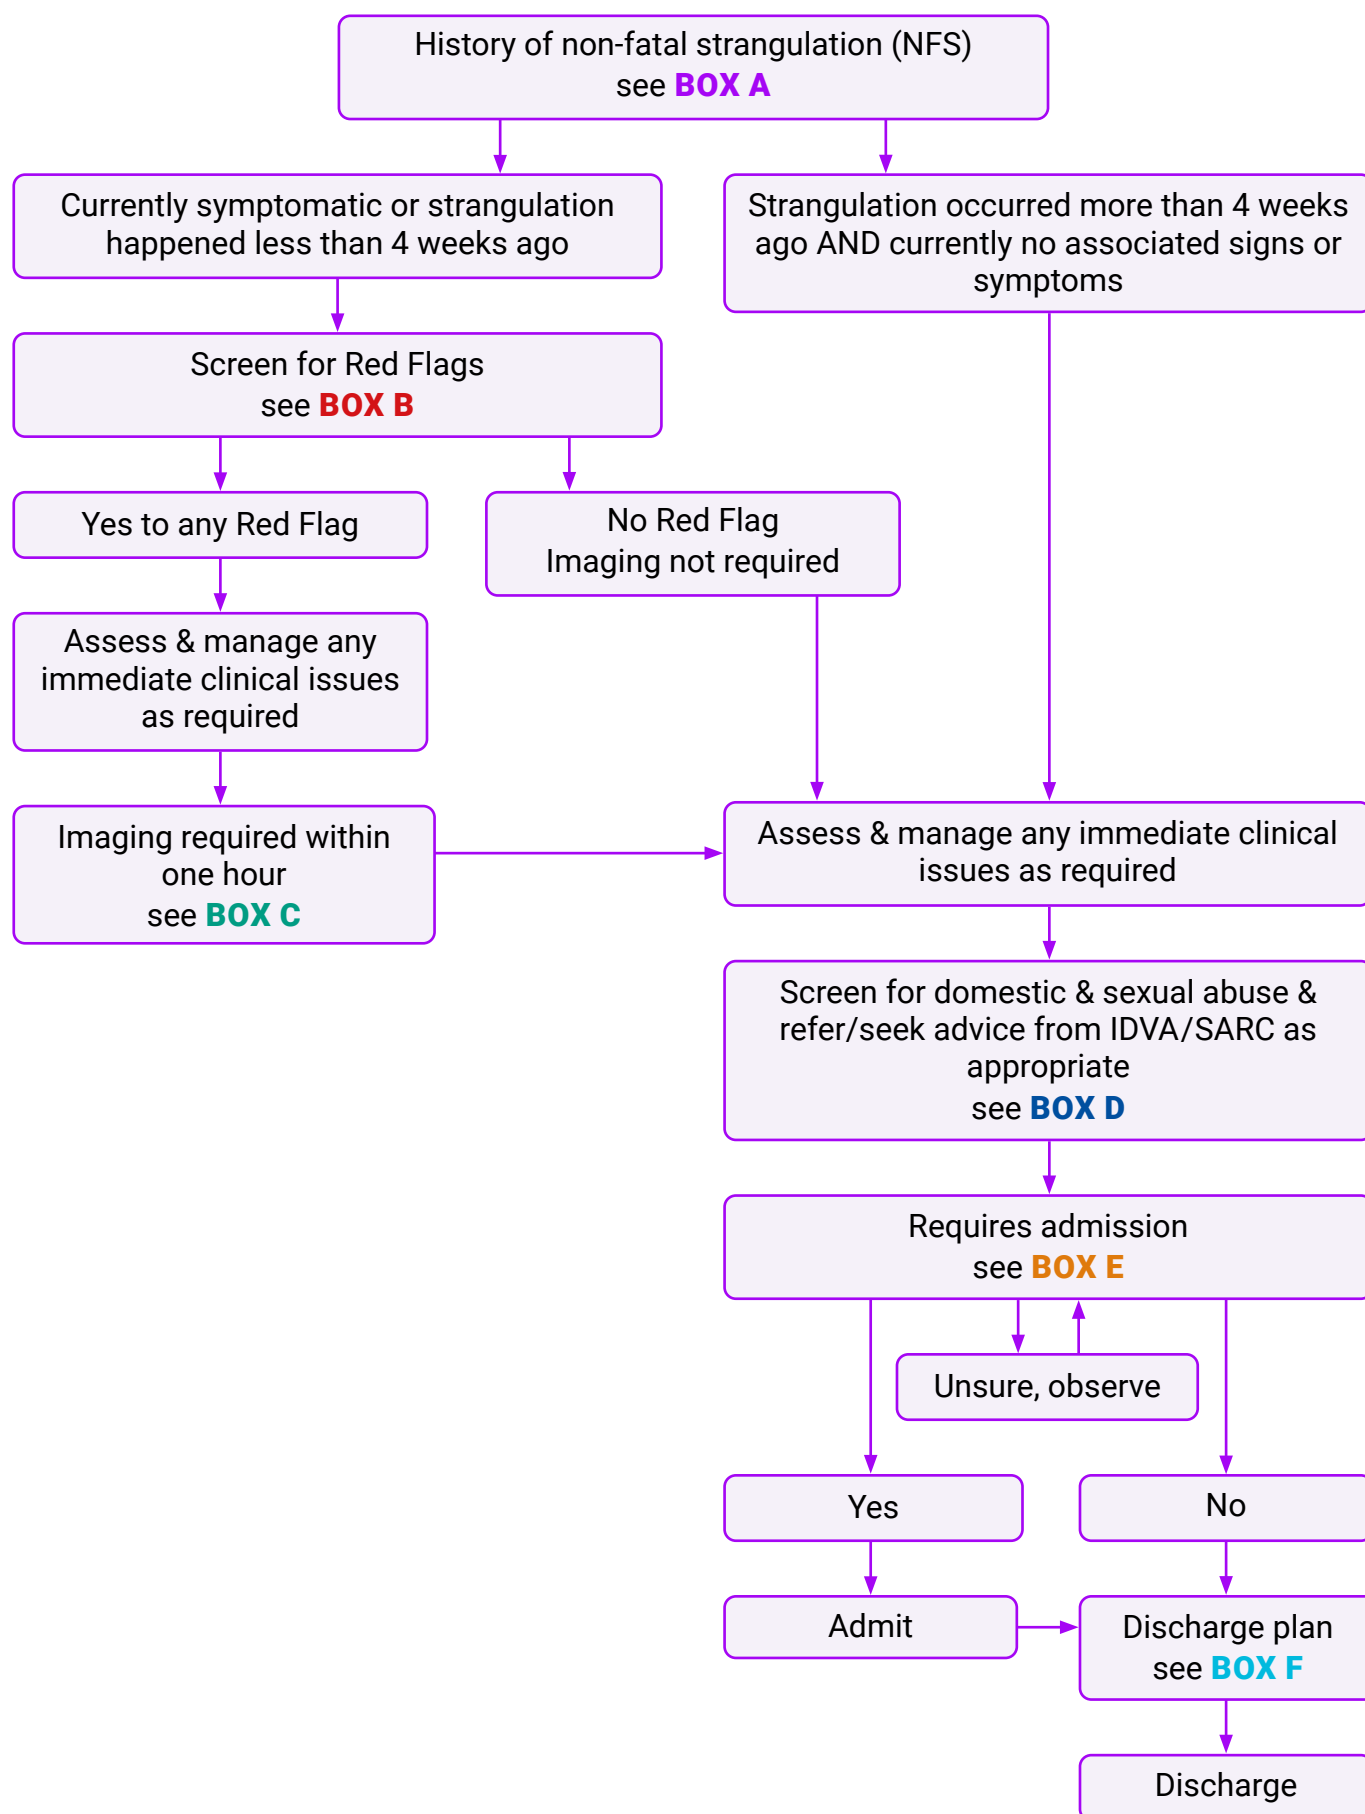 History of non-fatal strangulation (NFS)
see BOX A
Currently symptomatic or strangulation
happened less than 4 weeks ago
Strangulation occurred more than 4 weeks
ago AND currently no associated signs or
symptoms
Screen for Red Flags
see BOX B
Yes to any Red Flag
No Red Flag
Imaging not required
Assess & manage any
immediate clinical issues
as required
Imaging required within
one hour
see BOX C
Assess & manage any immediate clinical
issues as required
Screen for domestic & sexual abuse &
refer/seek advice from IDVA/SARC as
appropriate
see BOX D
Requires admission
see BOX E
Unsure, observe
Yes
No
Admit
Discharge plan
see BOX F
Discharge